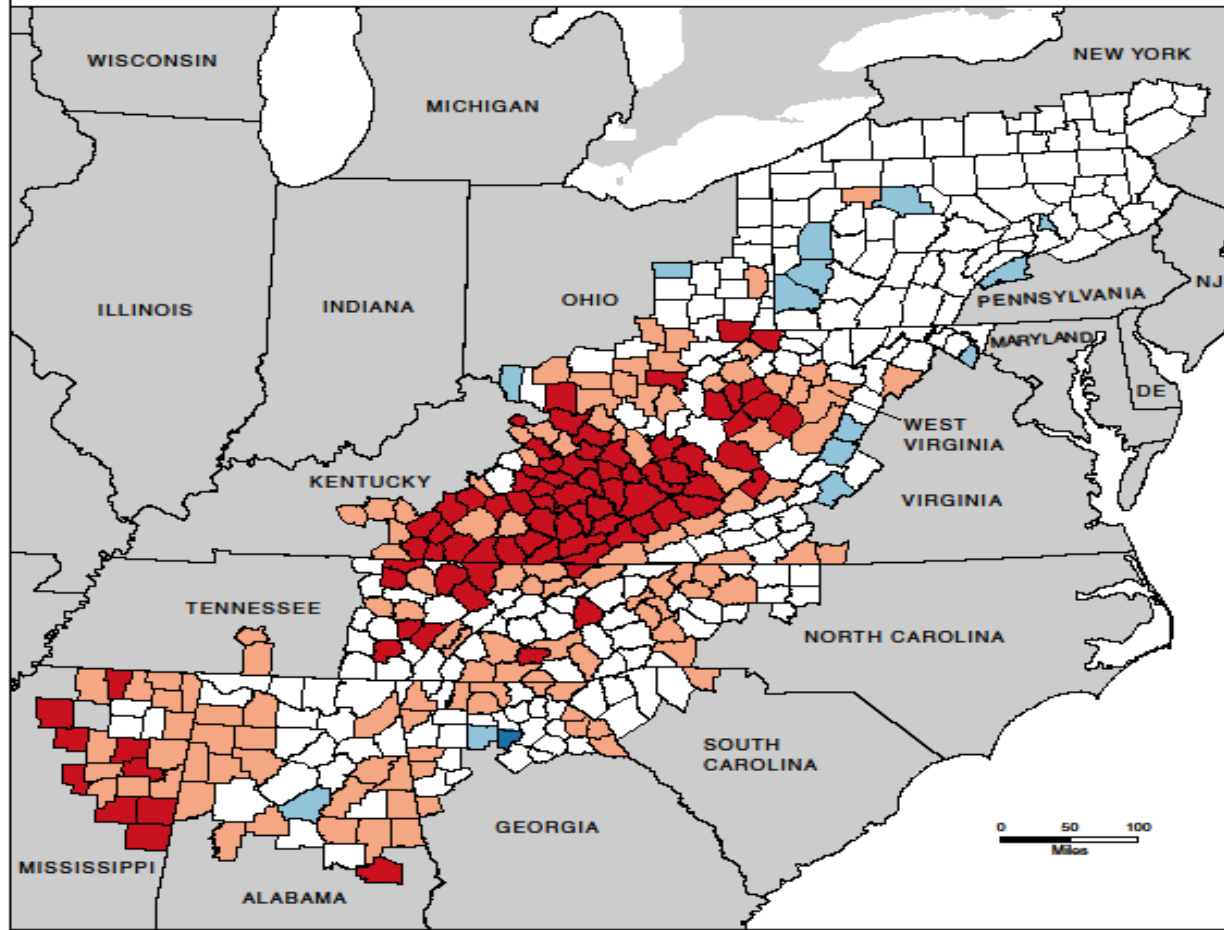 WISCONSIN
NEW YORK
MICHIGAN
ILLINOIS
INDIANA
OHIO
PENNSYLVANIA
NJ
MARYLAND
DE
WEST
VIRGINIA
KENTUCKY
VIRGINIA
TENNESSEE
NORTH CAROLINA
SOUTH
CAROLINA
GEORGIA
0 50 100
Miles
MISSISSIPPI
ALABAMA